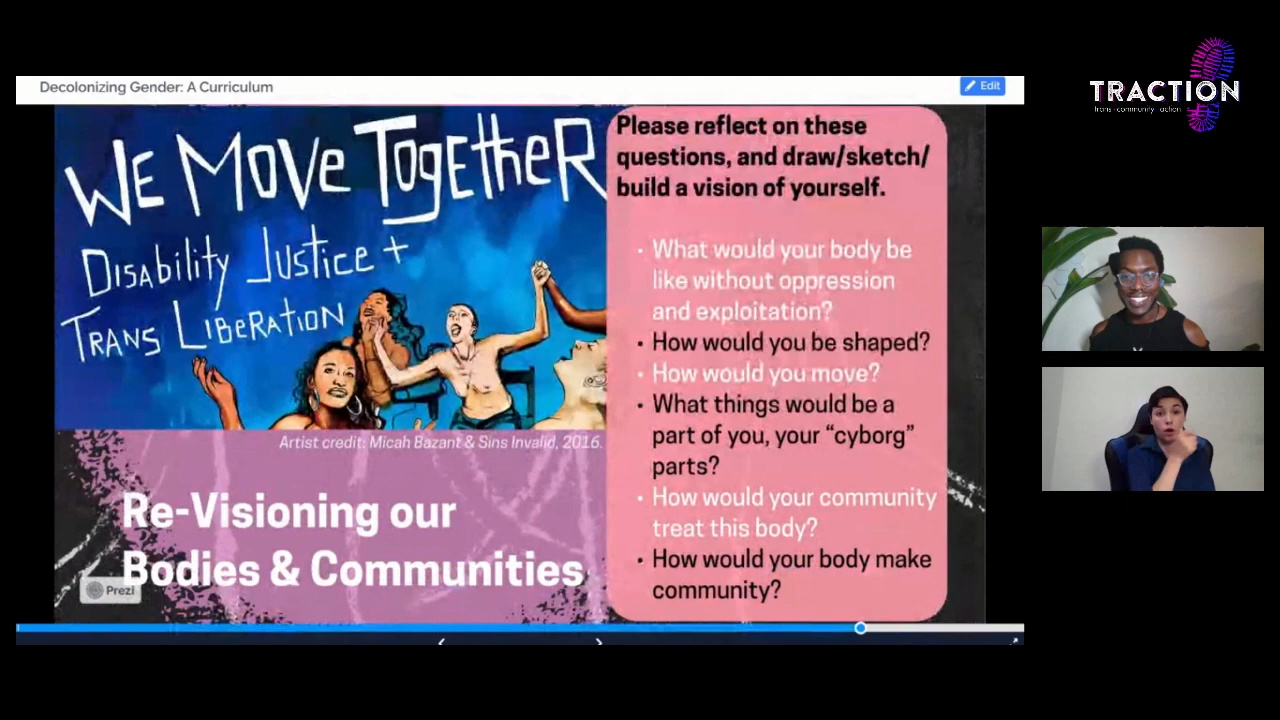 Decolonizing Gender: A Curriculum
Edit
TRACTION
trans · community · action
WE MOVE TOGETHER
DISABILITY JUSTICE +
TRANS LIBERATION
Artist credit: Micah Bazant & Sins Invalid, 2016.
Re-Visioning our
Bodies & Communities
Prezi
Please reflect on these
questions, and draw/sketch/
build a vision of yourself.
• What would your body be
like without oppression
and exploitation?
• How would you be shaped?
• How would you move?
• What things would be a
part of you, your “cyborg”
parts?
• How would your community
treat this body?
• How would your body make
community?